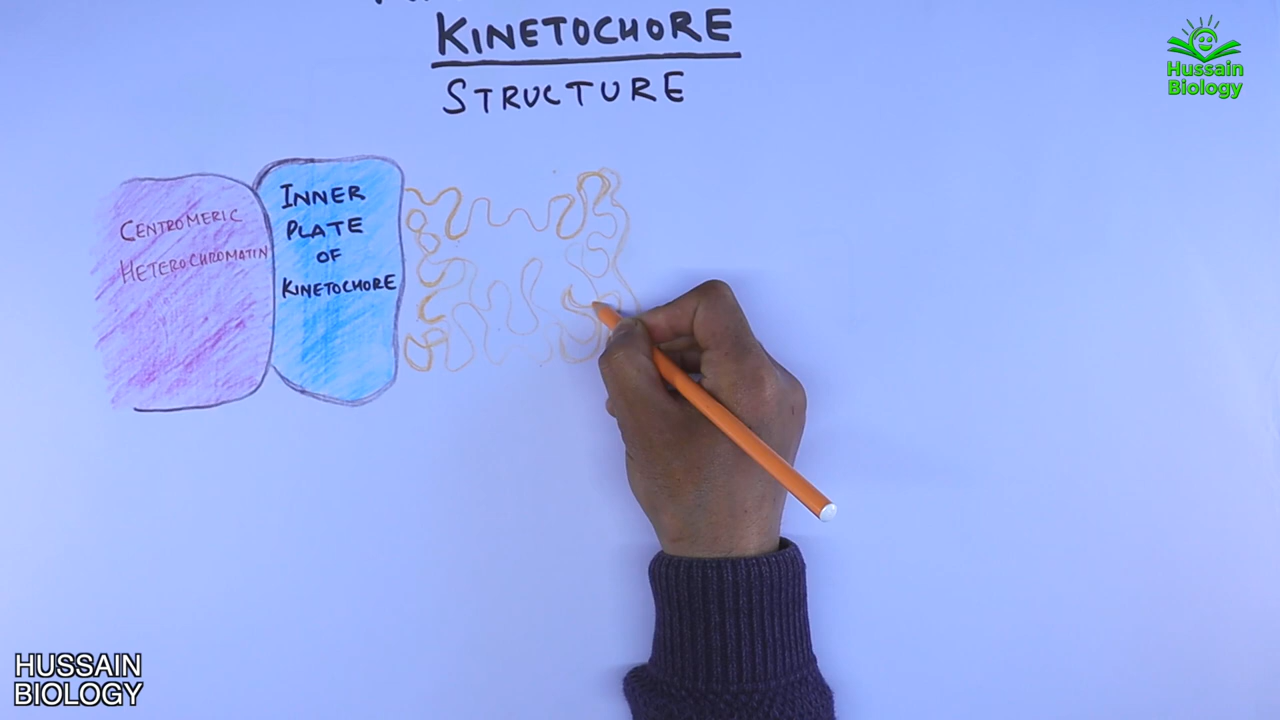 KINETOCHORE
STRUCTURE
Hussain
Biology
CENTROMERIC
HETEROCHROMATIN
INNER
PLATE
OF
KINETOCHORE
HUSSAIN
BIOLOGY